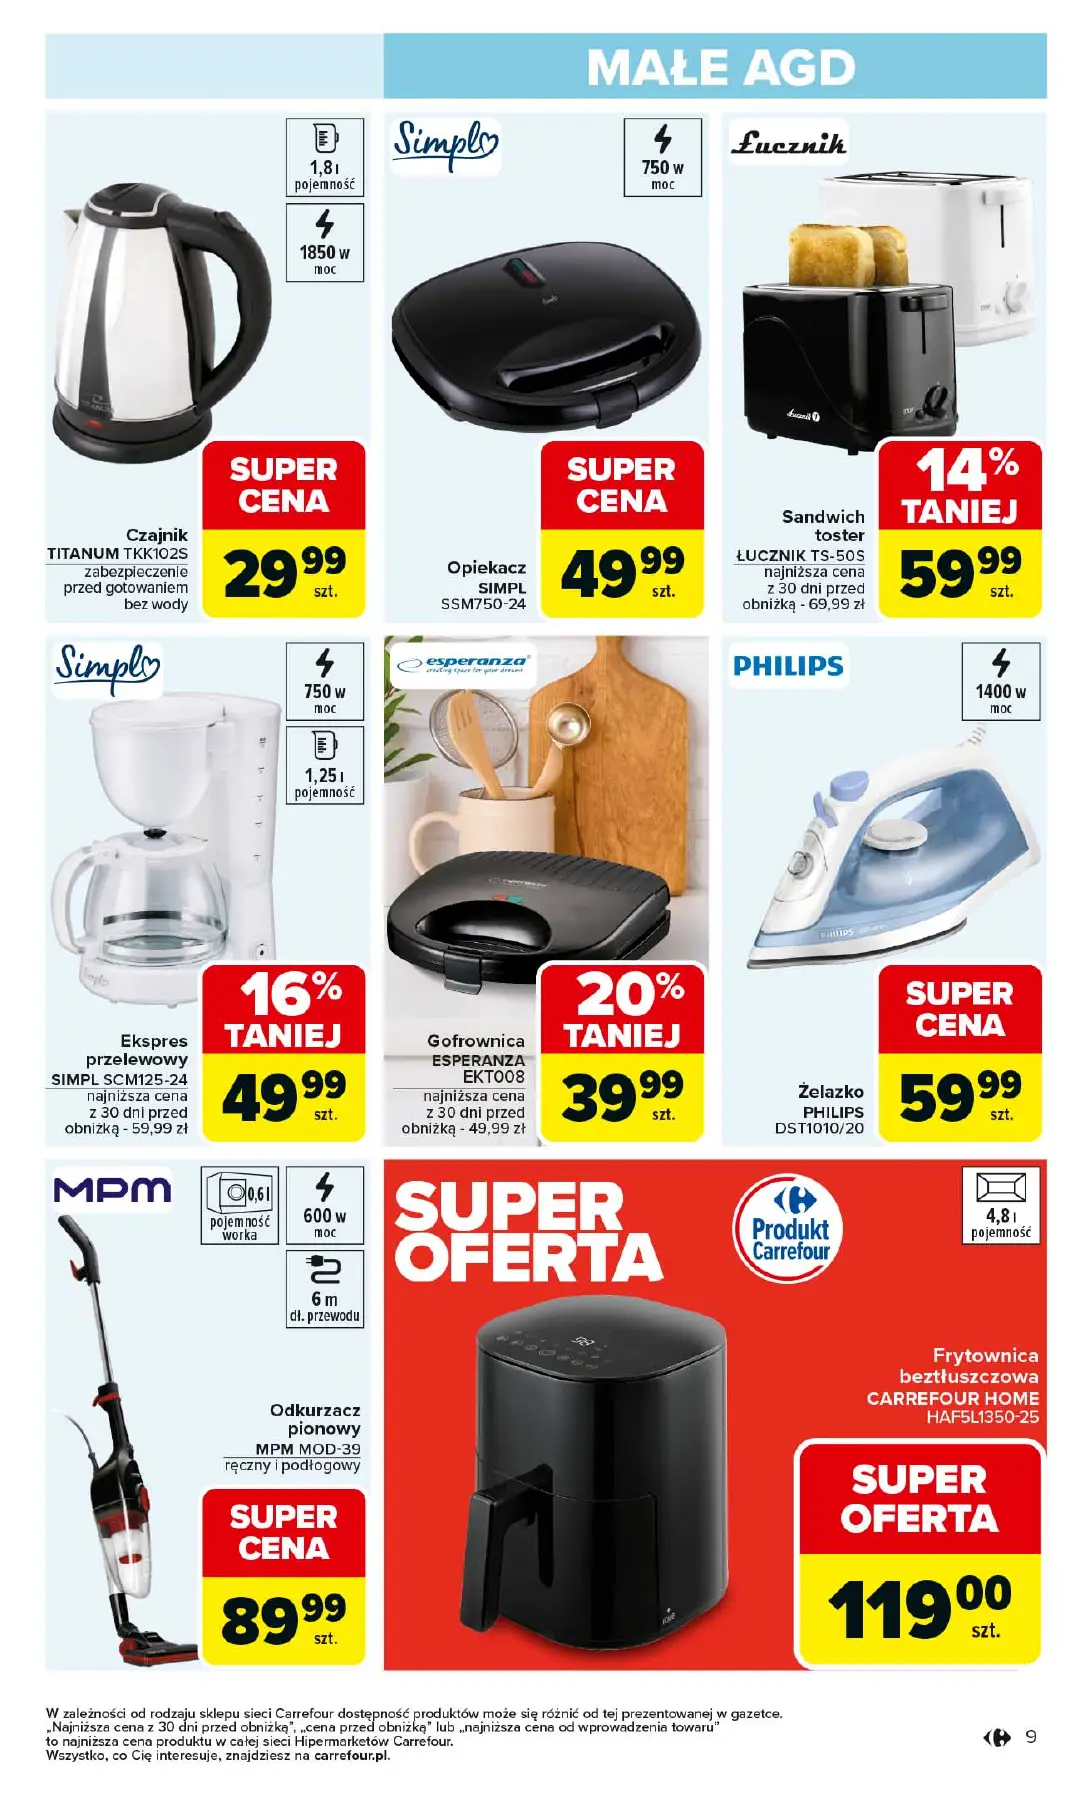 MAŁE AGD
1,8 l
pojemność
1850 w
moc
Czajnik
TITANUM TKK102S
zabezpieczenie
przed gotowaniem
bez wody
SUPER
CENA
29 99
szt.
Simpl
750 w
moc
Opiekacz
SIMPL
SSM750-24
SUPER
CENA
49 99
szt.
Łucznik
Łucznik
STOP
Sandwich
toster
ŁUCZNIK TS-50S
najniższa cena
z 30 dni przed
obniżką - 69,99 zł
14%
TANIEJ
59 99
szt.
Simpl
750 w
moc
1,25 l
pojemność
Simpl
Ekspres
przelewowy
SIMPL SCM125-24
najniższa cena
z 30 dni przed
obniżką - 59,99 zł
16%
TANIEJ
49 99
szt.
esperanza®
creating space for your dreams
esperanza
Gofrownica
ESPERANZA
EKT008
najniższa cena
z 30 dni przed
obniżką - 49,99 zł
20%
TANIEJ
39 99
szt.
PHILIPS
1400 w
moc
PHILIPS
Żelazko
PHILIPS
DST1010/20
SUPER
CENA
59 99
szt.
MPM
0,6 l
pojemność
worka
600 w
moc
6 m
dł. przewodu
Odkurzacz
pionowy
MPM MOD-39
ręczny i podłogowy
SUPER
CENA
89 99
szt.
SUPER
OFERTA
Produkt
Carrefour
4,8 l
pojemność
Frytownica
beztłuszczowa
CARREFOUR HOME
HAF5L1350-25
SUPER
OFERTA
119 00
szt.
W zależności od rodzaju sklepu sieci Carrefour dostępność produktów może się różnić od tej prezentowanej w gazetce.
„Najniższa cena z 30 dni przed obniżką", „cena przed obniżką" lub „najniższa cena od wprowadzenia towaru"
to najniższa cena produktu w całej sieci Hipermarketów Carrefour.
Wszystko, co Cię interesuje, znajdziesz na carrefour.pl.
9